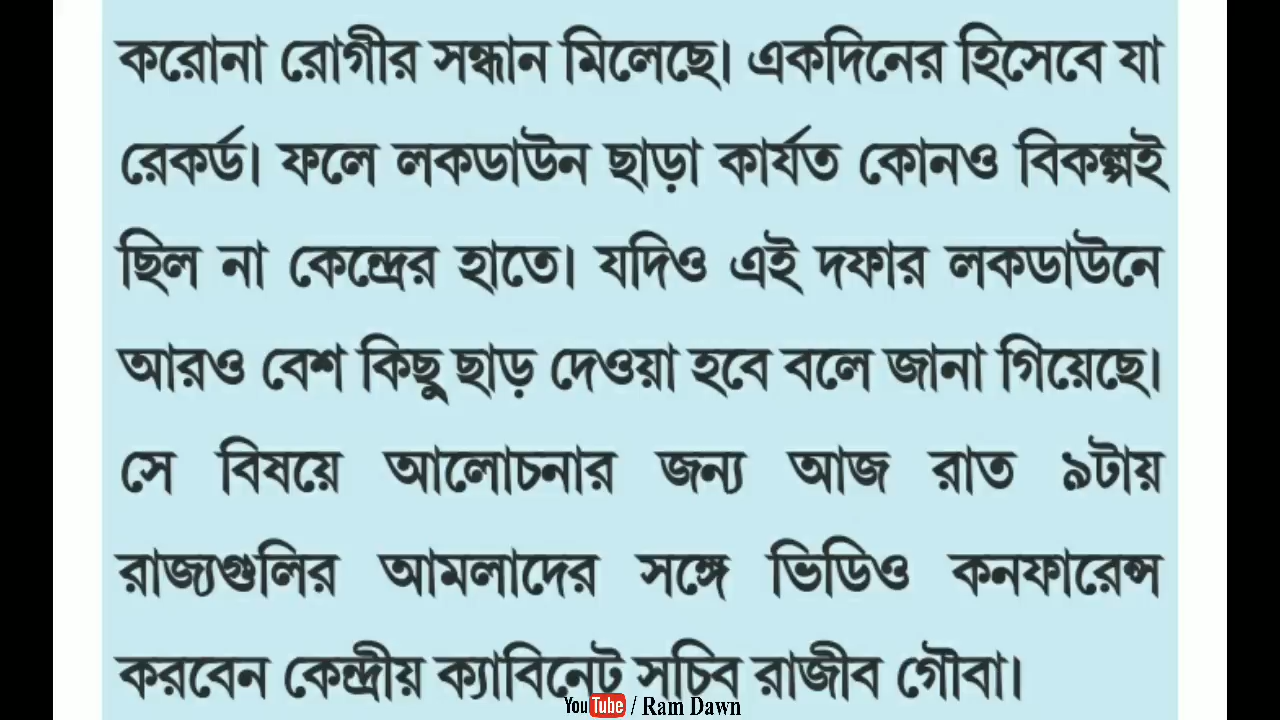 করোনা রোগীর সন্ধান মিলেছে। একদিনের হিসেবে যা
রেকর্ড। ফলে লকডাউন ছাড়া কার্যত কোনও বিকল্পই
ছিল না কেন্দ্রের হাতে। যদিও এই দফার লকডাউনে
আরও বেশ কিছু ছাড় দেওয়া হবে বলে জানা গিয়েছে।
সে বিষয়ে আলোচনার জন্য আজ রাত ৯টায়
রাজ্যগুলির আমলাদের সঙ্গে ভিডিও কনফারেন্স
করবেন কেন্দ্রীয় ক্যাবিনেট সচিব রাজীব গৌবা।
YouTube / Ram Dawn